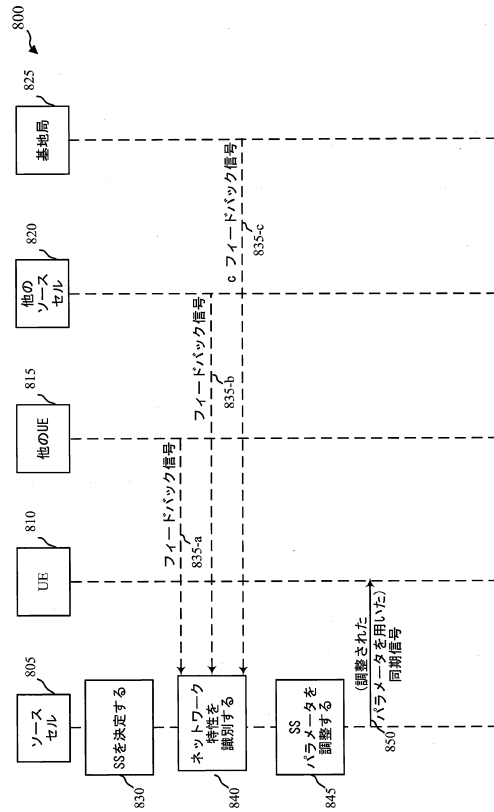 800
805
ソース
セル
810
UE
815
他のUE
820
他の
ソース
セル
825
基地局
SSを決定する
830
フィードバック信号
835-a
フィードバック信号
835-b
c フィードバック信号
835-c
ネットワーク
特性を
識別する
840
SS
パラメータを
調整する
845
(調整された
パラメータを用いた)
同期信号
850